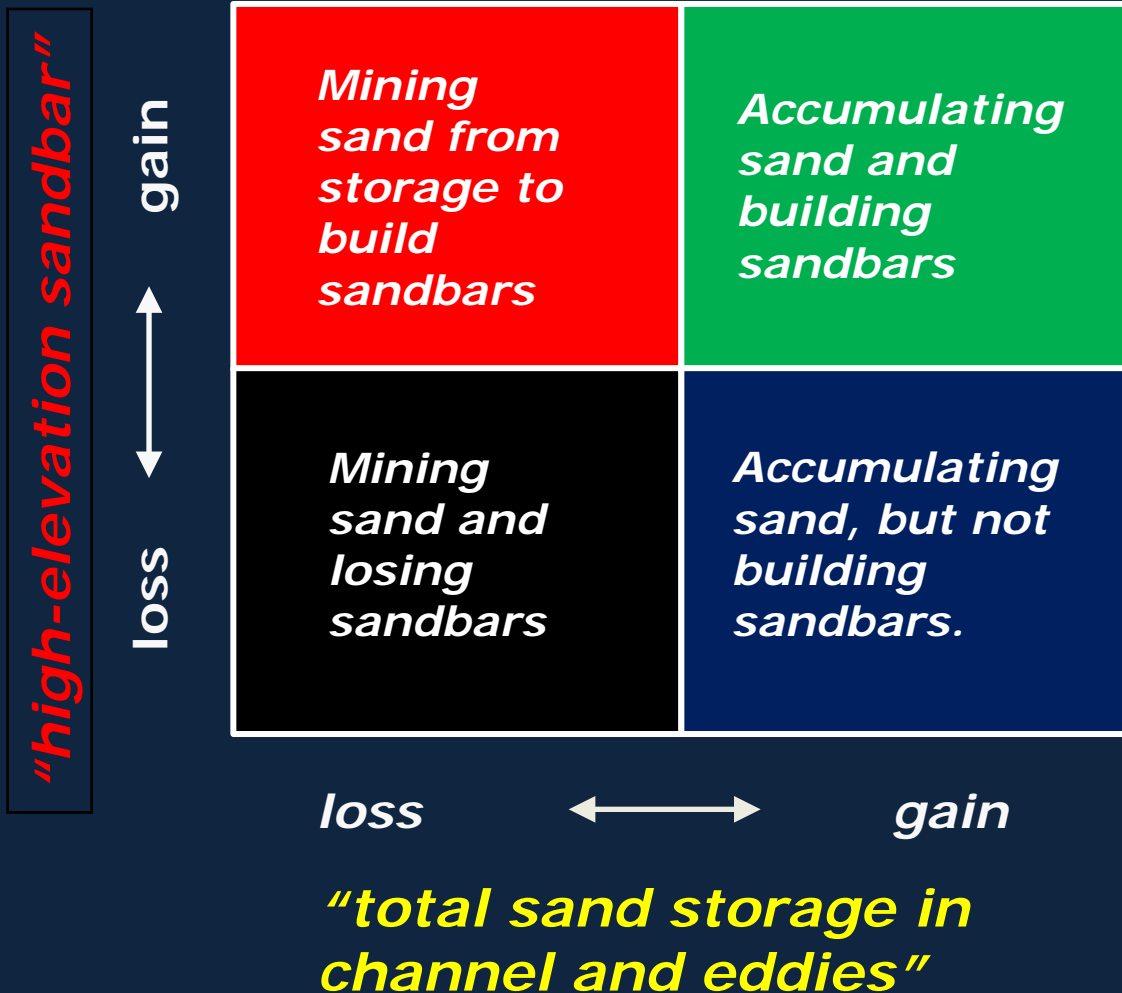 “high-elevation sandbar”
gain
loss
Mining
sand from
storage to
build
sandbars
Accumulating
sand and
building
sandbars
Mining
sand and
losing
sandbars
Accumulating
sand, but not
building
sandbars.
loss
gain
“total sand storage in
channel and eddies”